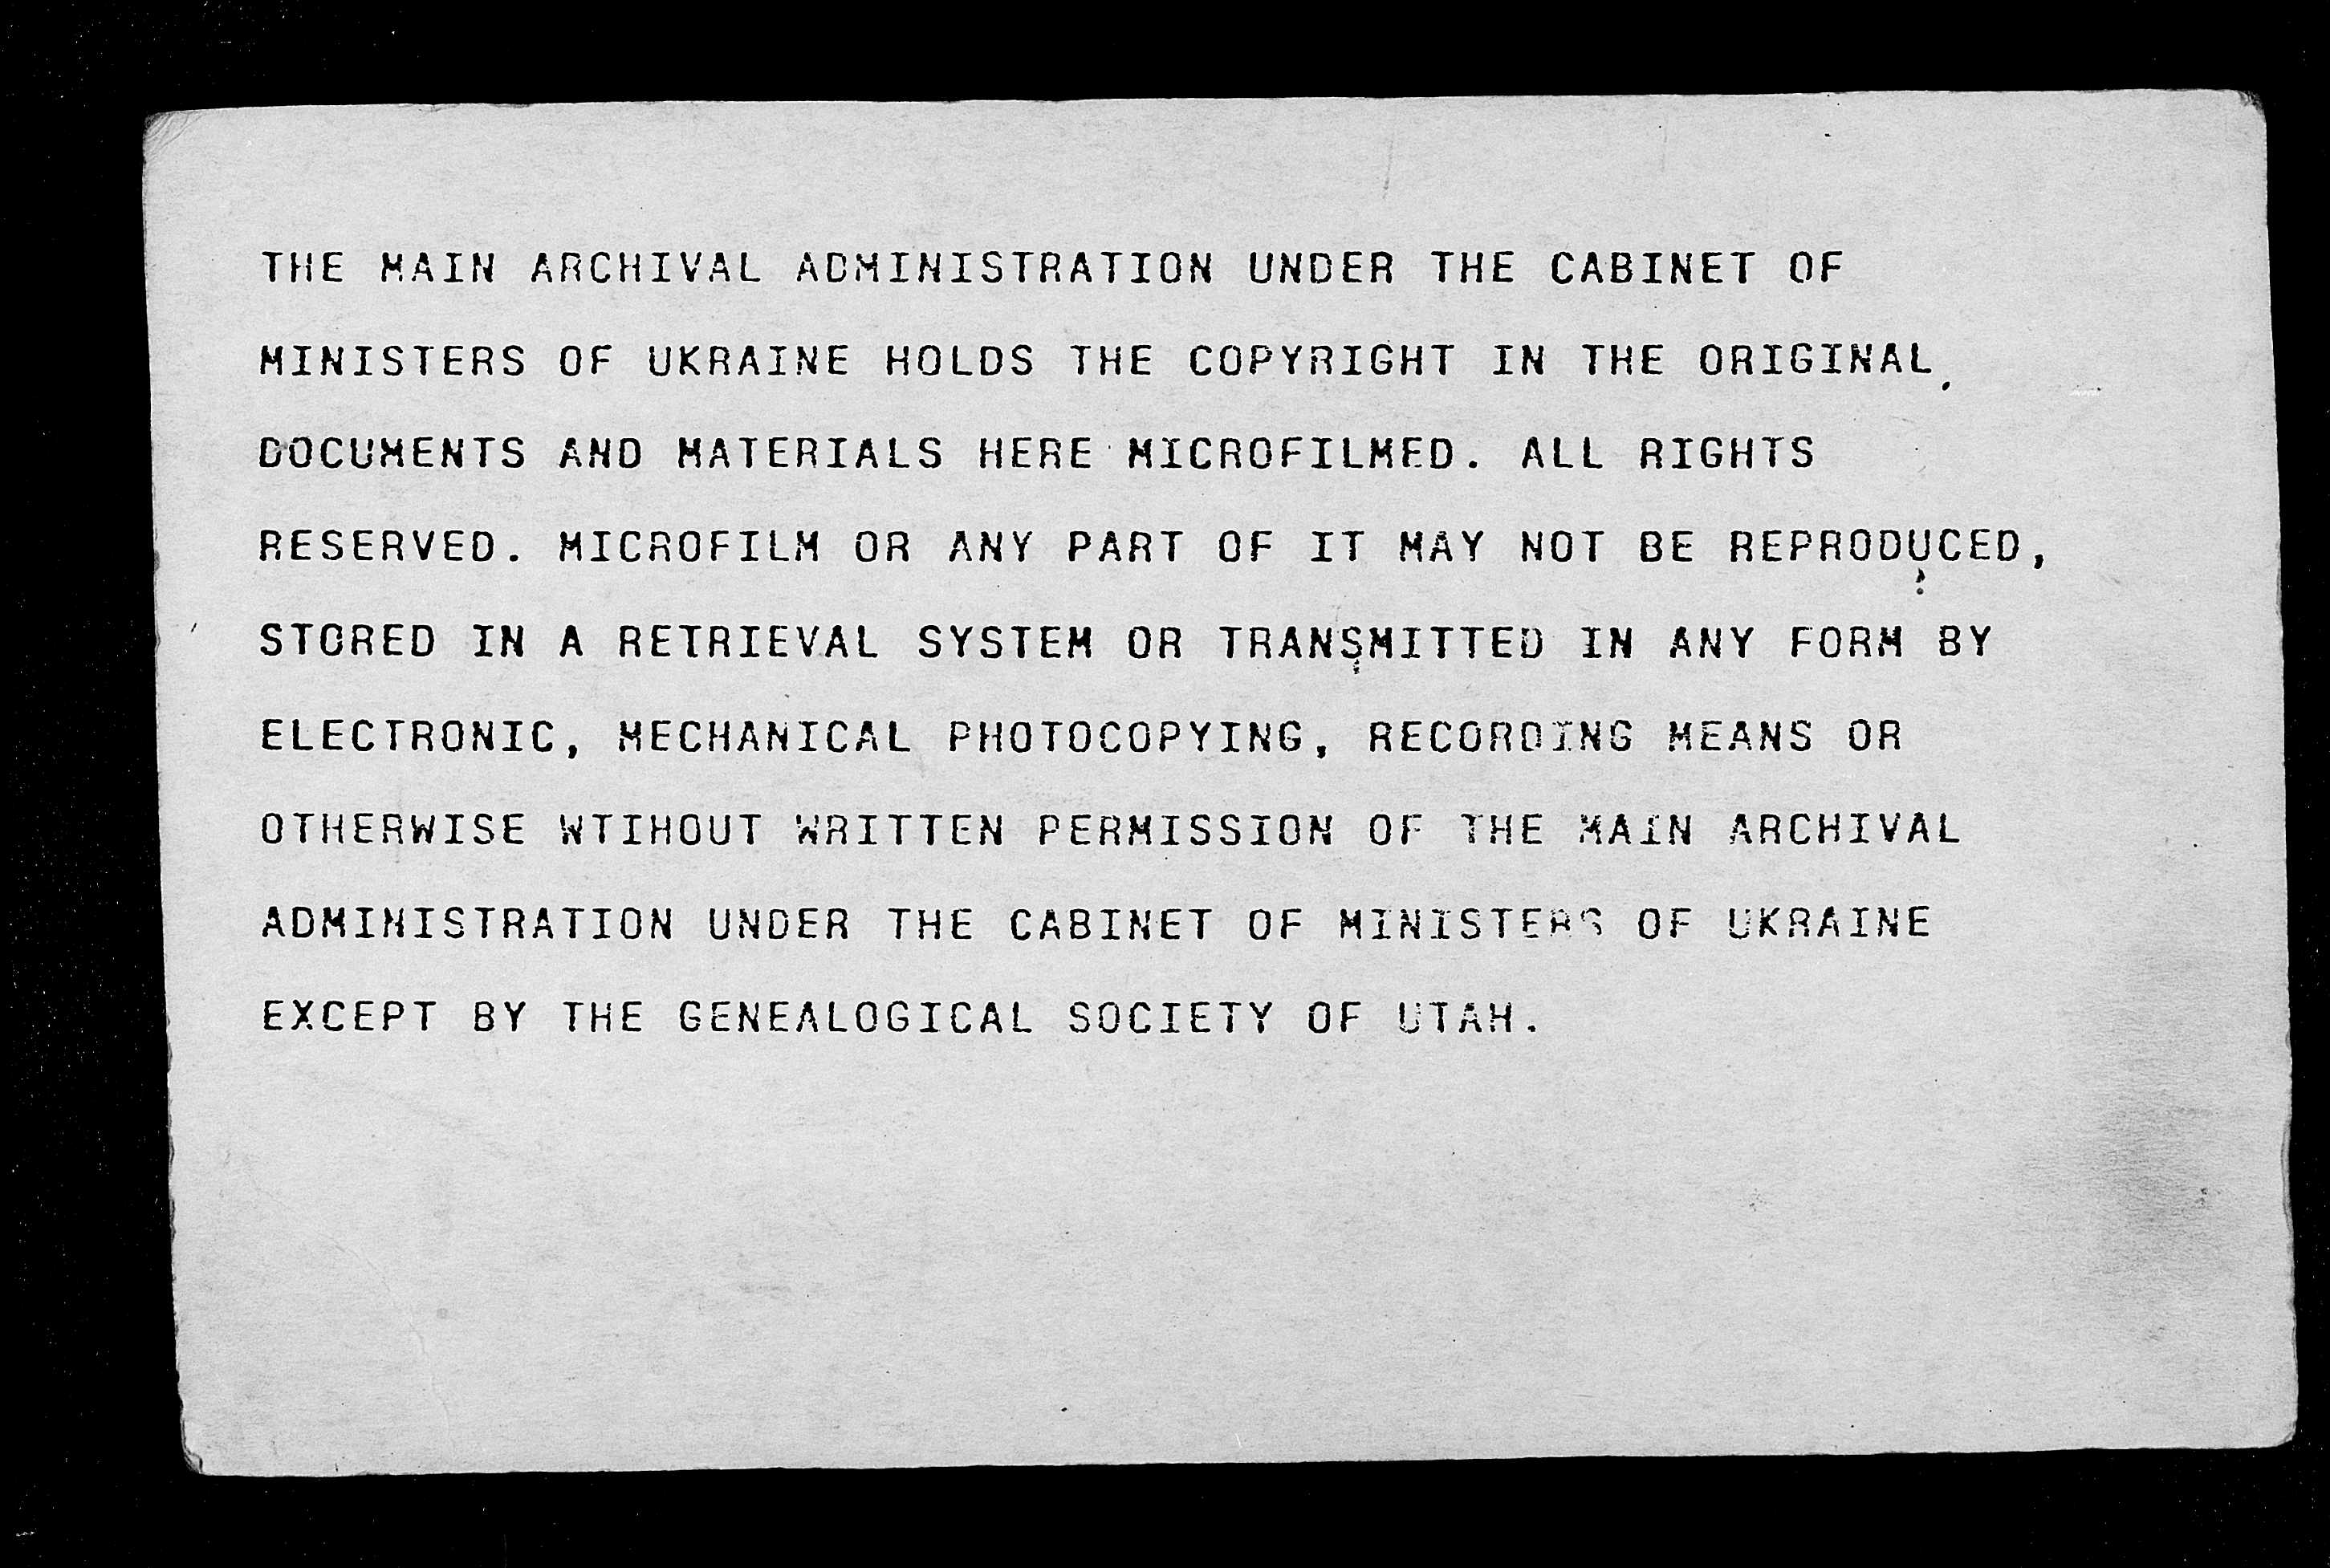 THE MAIN ARCHIVAL ADMINISTRATION UNDER THE CABINET OF
MINISTERS OF UKRAINE HOLDS THE COPYRIGHT IN THE ORIGINAL
DOCUMENTS AND MATERIALS HERE MICROFILMED. ALL RIGHTS
RESERVED. MICROFILM OR ANY PART OF IT MAY NOT BE REPRODUCED,
STORED IN A RETRIEVAL SYSTEM OR TRANSMITTED IN ANY FORM BY
ELECTRONIC, MECHANICAL PHOTOCOPYING, RECORDING MEANS OR
OTHERWISE WTIHOUT WRITTEN PERMISSION OF THE MAIN ARCHIVAL
ADMINISTRATION UNDER THE CABINET OF MINISTERS OF UKRAINE
EXCEPT BY THE GENEALOGICAL SOCIETY OF UTAH.